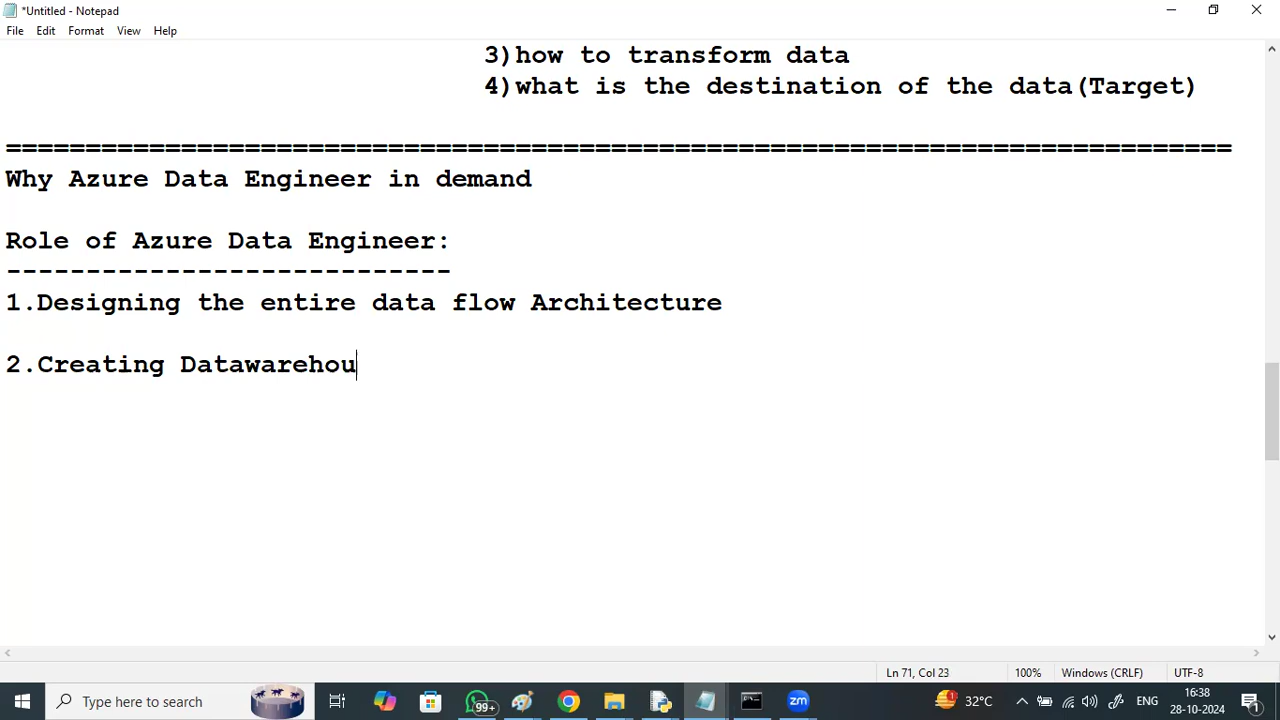 *Untitled - Notepad
File Edit Format View Help
3)how to transform data
4)what is the destination of the data(Target)
==============================================================================
Why Azure Data Engineer in demand
Role of Azure Data Engineer:
----------------------------
1.Designing the entire data flow Architecture
2.Creating Datawarehou
Ln 71, Col 23 100% Windows (CRLF) UTF-8
Type here to search
99+
zm
1
32°C
ENG
16:38
28-10-2024
1